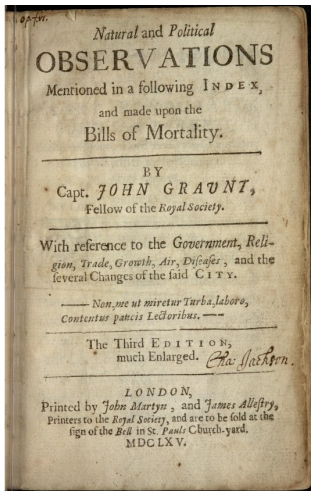 Natural and Political
OBSERVATIONS
Mentioned in a following INDEX,
and made upon the
Bills of Mortality.
BY
Capt. JOHN GRAUNT,
Fellow of the Royal Society.
With reference to the Government, Reli-
gion, Trade, Growth, Air, Diſeaſes, and the
ſeveral Changes of the ſaid CITY.
—— Non, me ut miretur Turba, laboro,
Contentus paucis Lectoribus. ——
The Third EDITION,
much Enlarged.
Cha: Jackson.
LONDON,
Printed by John Martyn, and James Alleſtry,
Printers to the Royal Society, and are to be ſold at the
ſign of the Bell in St. Pauls Church-yard.
MDCLXV.